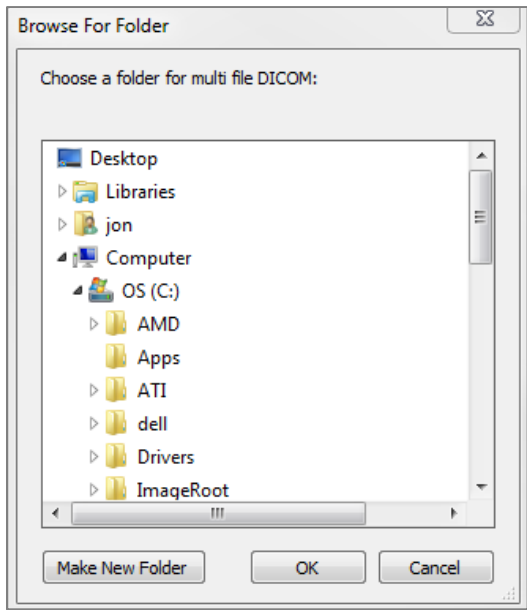 Browse For Folder
Choose a folder for multi file DICOM:
Desktop
Libraries
jon
Computer
OS (C:)
AMD
Apps
ATI
dell
Drivers
ImageRoot
Make New Folder OK Cancel